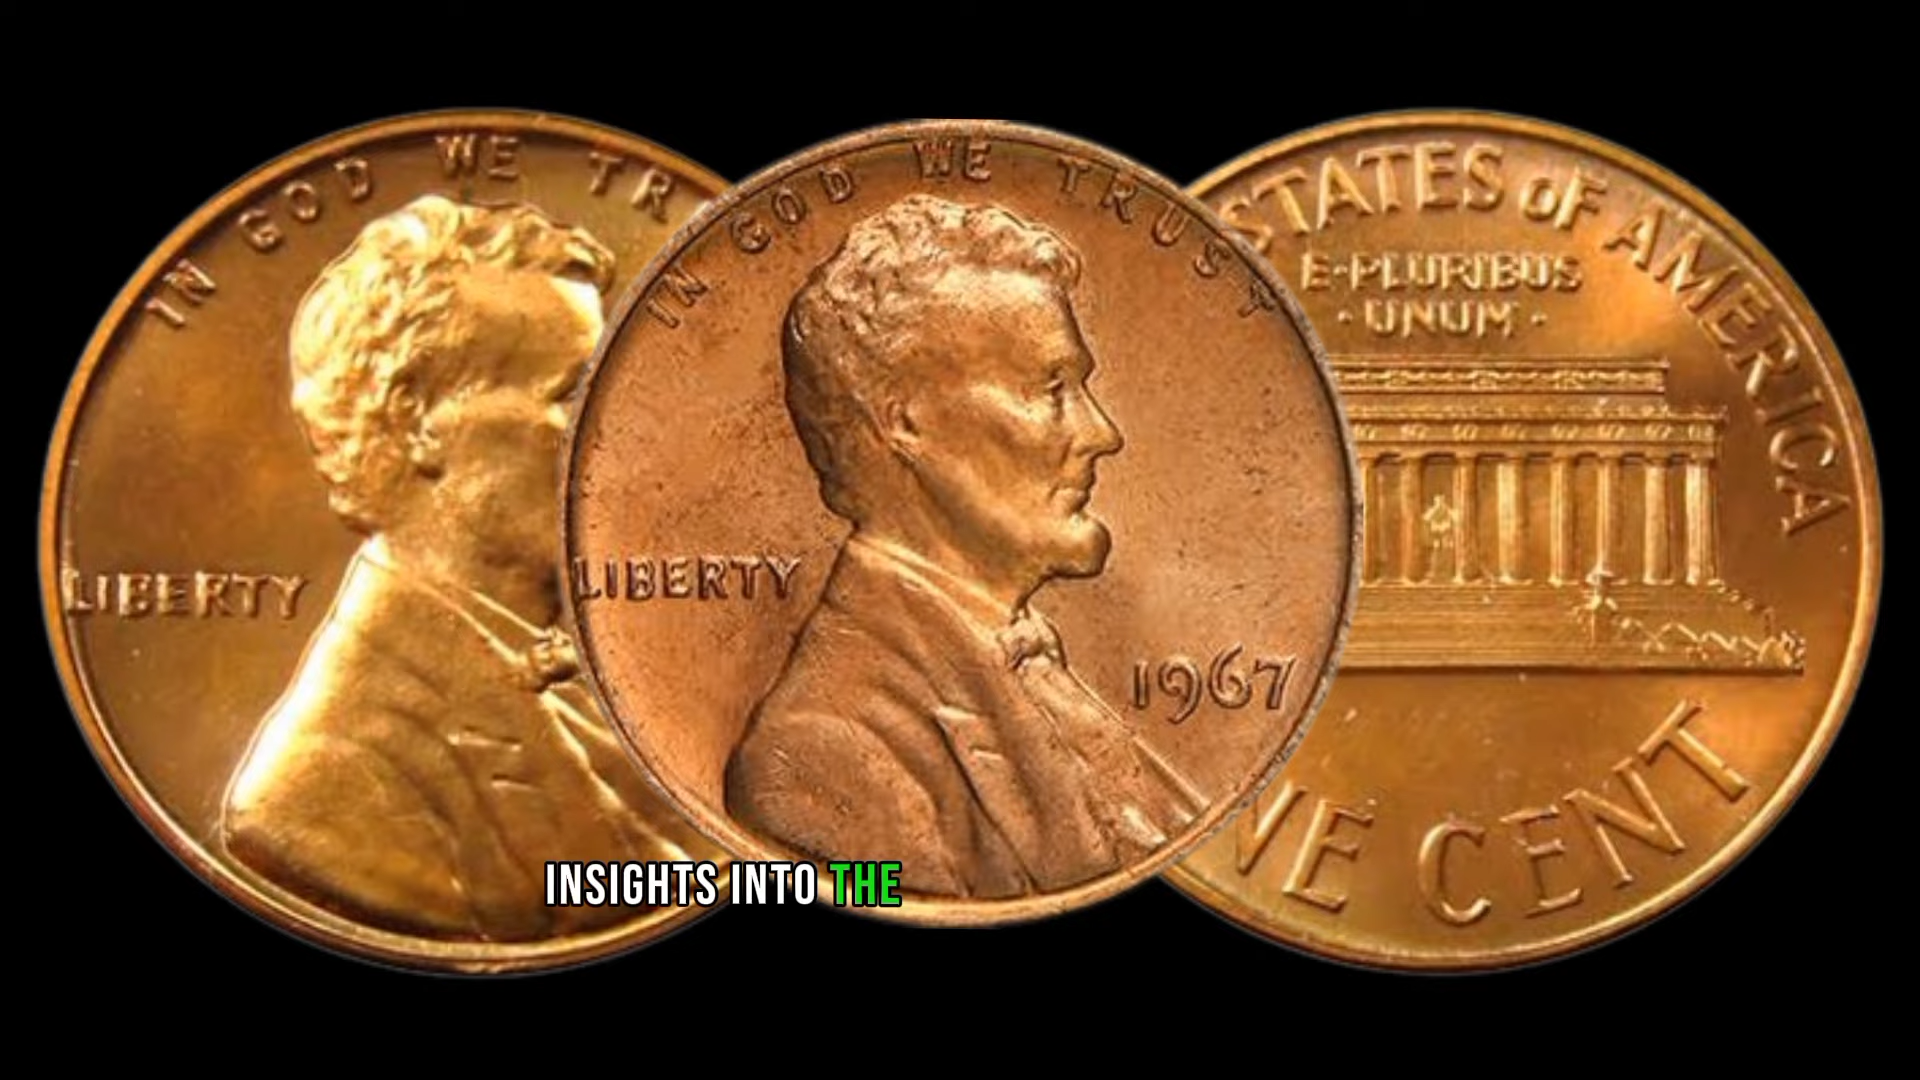 IN GOD WE TR
LIBERTY
IN GOD WE TRUST
LIBERTY
1967
STATES OF AMERICA
E·PLURIBUS
·UNUM·
NE CENT
INSIGHTS INTO THE